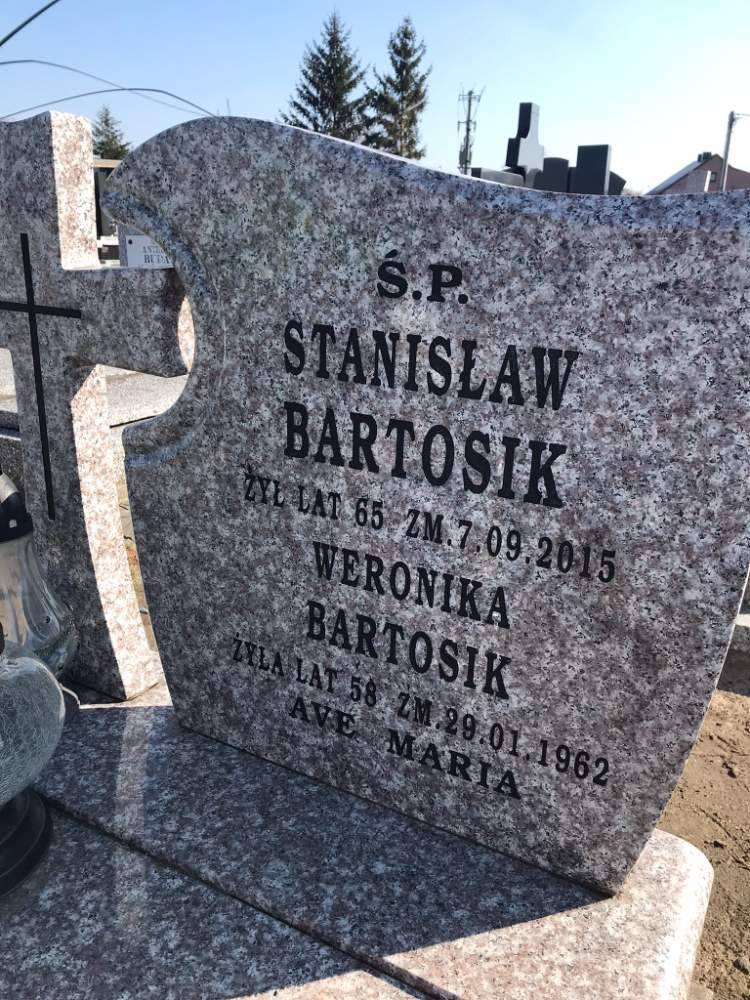 Ś.P.
STANISŁAW
BARTOSIK
ŻYŁ LAT 65 ZM.7.09.2015
WERONIKA
BARTOSIK
ŻYŁA LAT 58 ZM.29.01.1962
AVE MARIA